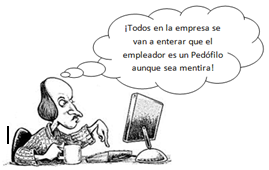 ¡Todos en la empresa se
van a enterar que el
empleador es un Pedófilo
aunque sea mentira!